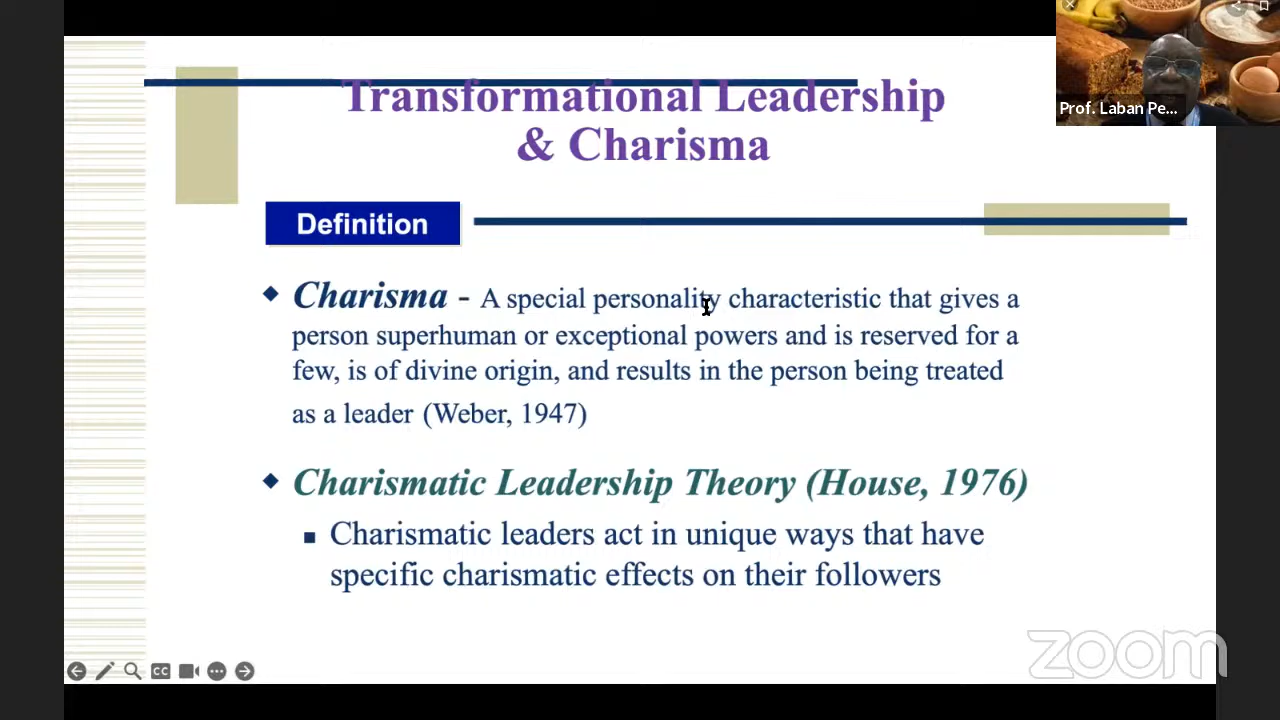 Transformational Leadership
& Charisma
Prof. Laban Pe...
Definition
Charisma - A special personality characteristic that gives a
person superhuman or exceptional powers and is reserved for a
few, is of divine origin, and results in the person being treated
as a leader (Weber, 1947)
Charismatic Leadership Theory (House, 1976)
Charismatic leaders act in unique ways that have
specific charismatic effects on their followers
CC
zoom